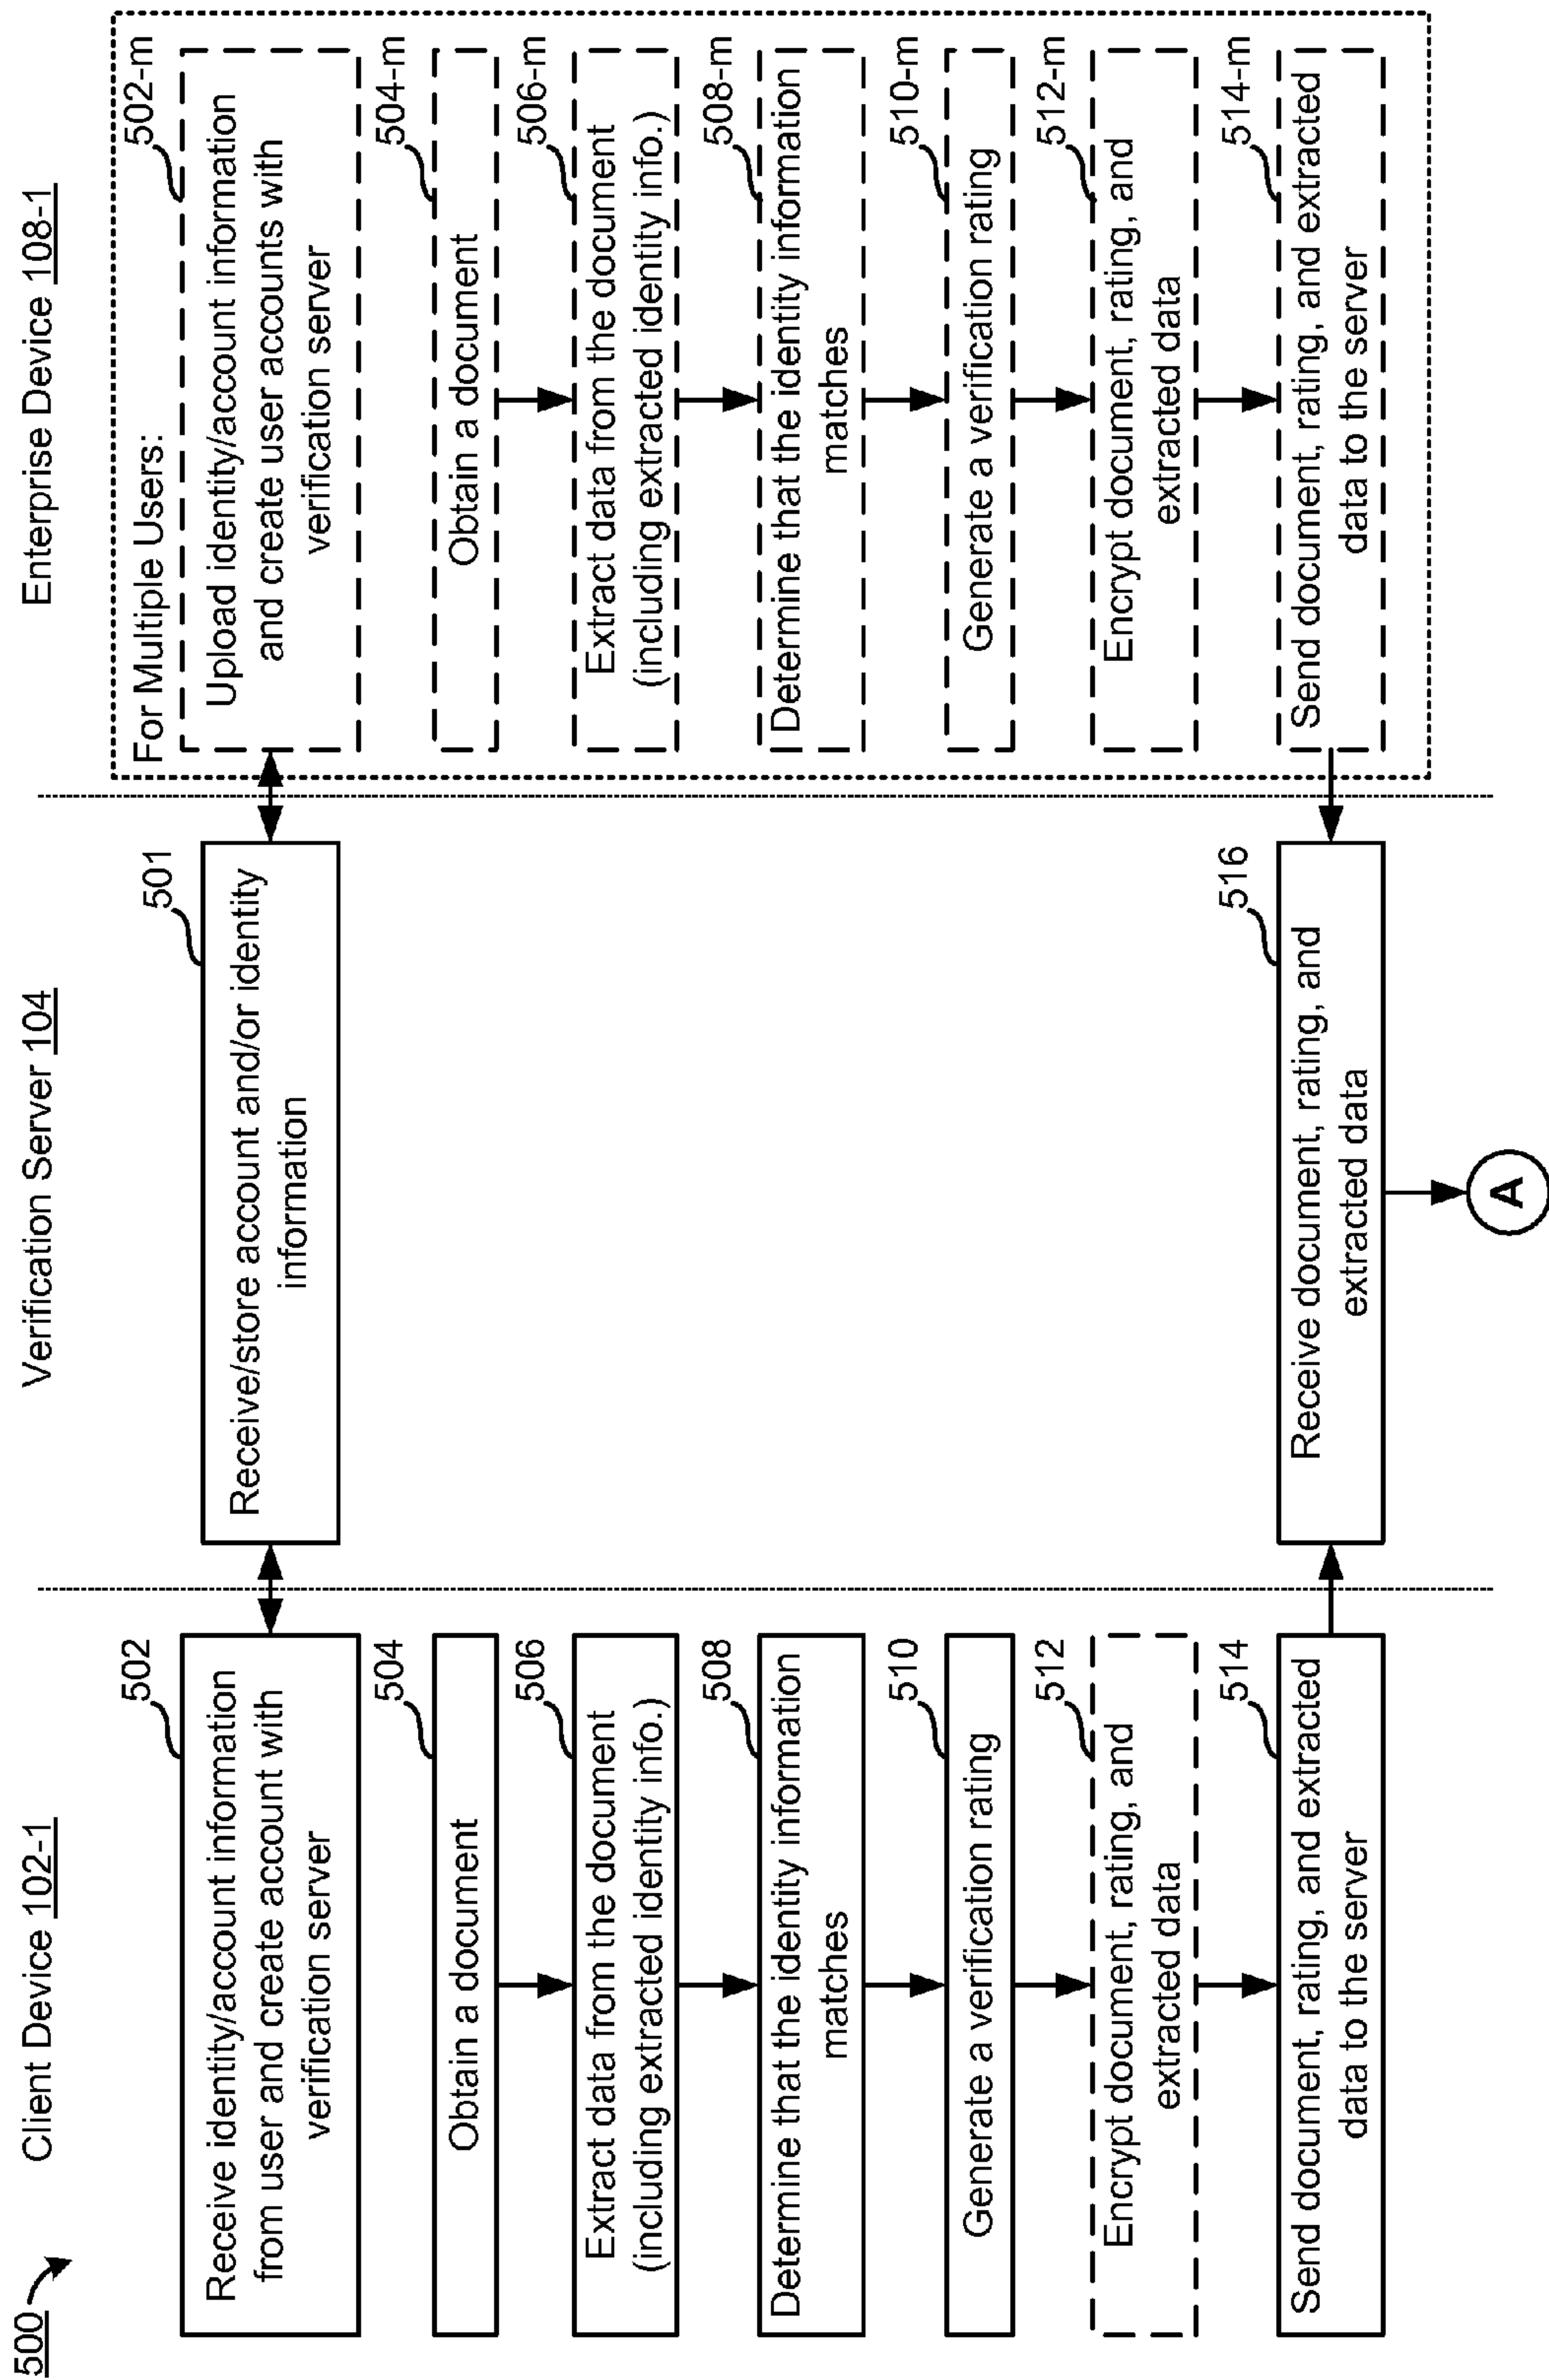 500
Client Device 102-1
Verification Server 104
Enterprise Device 108-1
502
Receive identity/account information
from user and create account with
verification server
504
Obtain a document
506
Extract data from the document
(including extracted identity info.)
508
Determine that the identity information
matches
510
Generate a verification rating
512
Encrypt document, rating, and
extracted data
514
Send document, rating, and extracted
data to the server
501
Receive/store account and/or identity
information
516
Receive document, rating, and
extracted data
A
For Multiple Users:
502-m
Upload identity/account information
and create user accounts with
verification server
504-m
Obtain a document
506-m
Extract data from the document
(including extracted identity info.)
508-m
Determine that the identity information
matches
510-m
Generate a verification rating
512-m
Encrypt document, rating, and
extracted data
514-m
Send document, rating, and extracted
data to the server